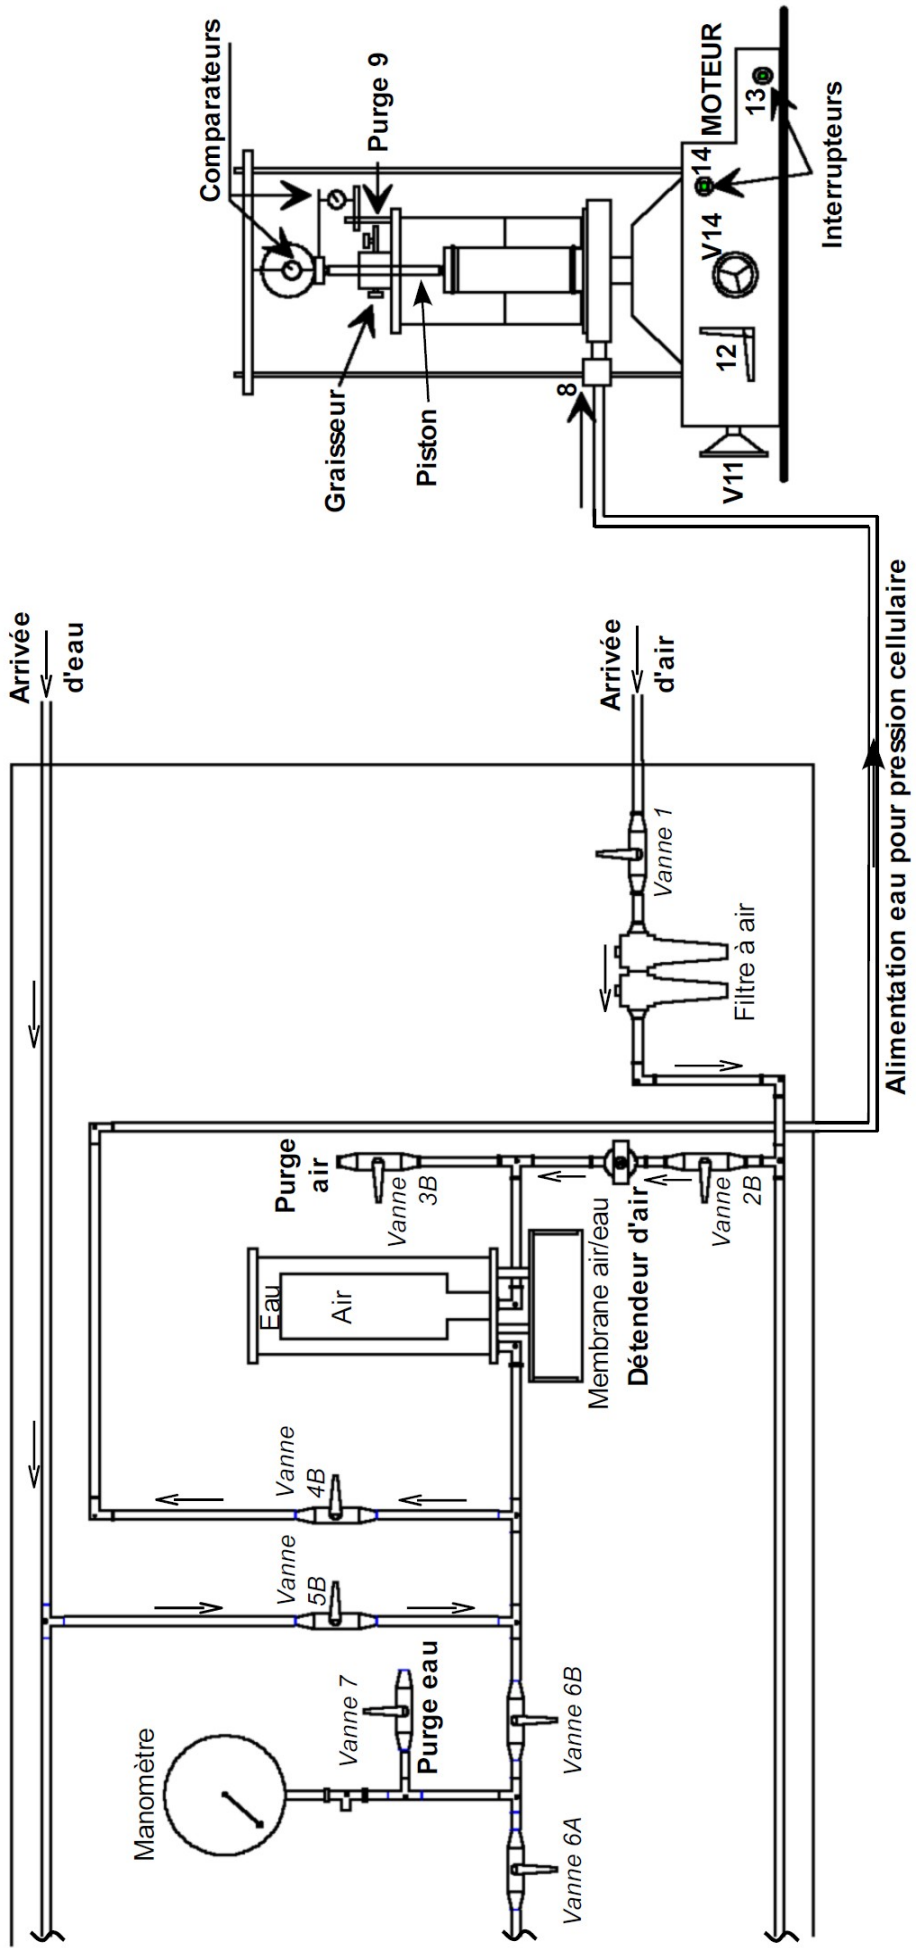 Manomètre
Vanne 7
Purge eau
Vanne 6A
Vanne 6B
Vanne
5B
Vanne
4B
Eau
Air
Membrane air/eau
Détendeur d'air
Purge
air
Vanne
3B
Vanne
2B
Filtre à air
Vanne 1
Arrivée
d'eau
Arrivée
d'air
Alimentation eau pour pression cellulaire
Comparateurs
Purge 9
Graisseur
Piston
8
V11
12
V14
14
MOTEUR
13
Interrupteurs